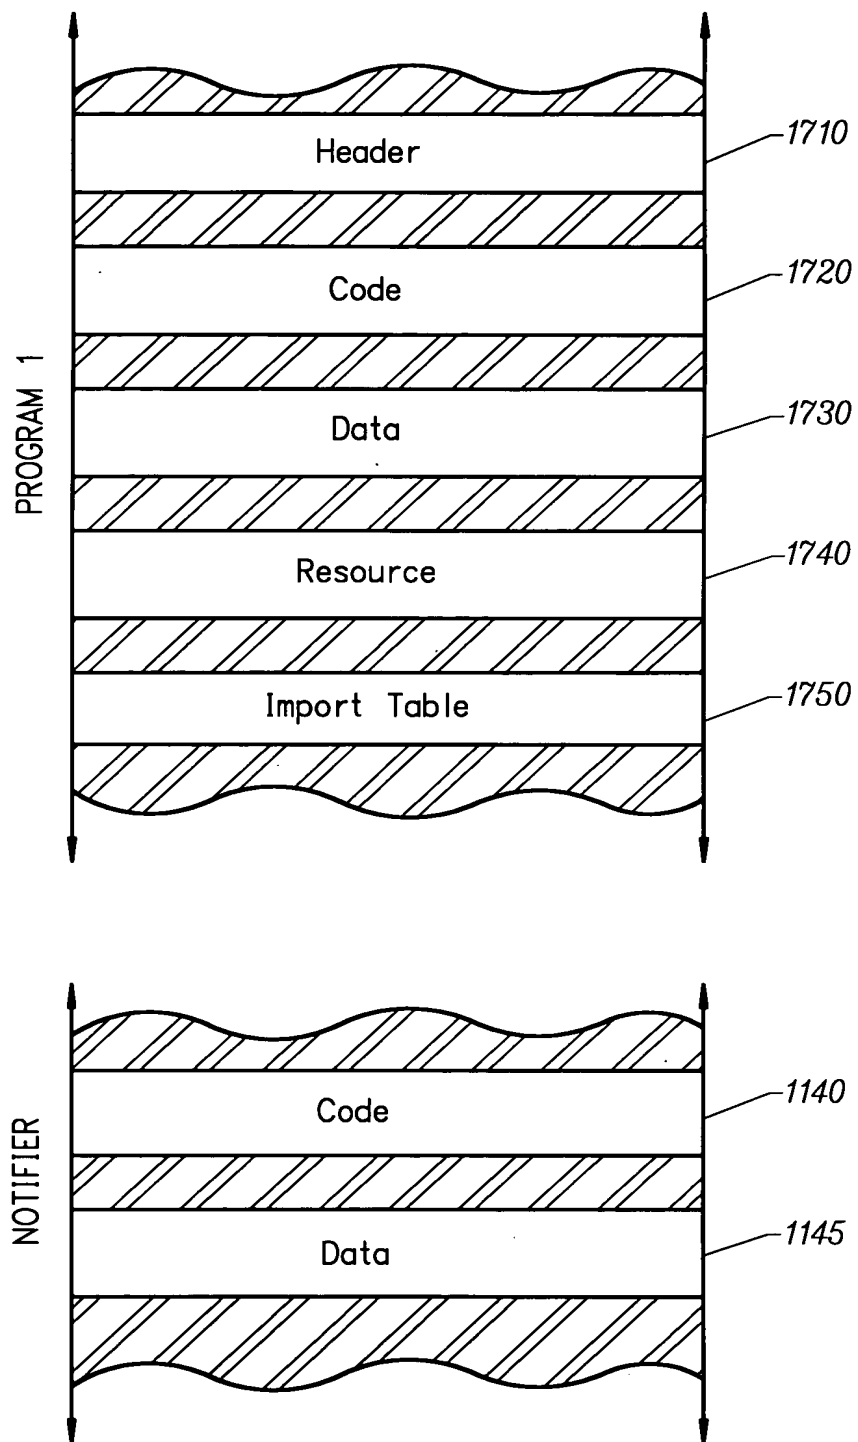 PROGRAM 1
Header
1710
Code
1720
Data
1730
Resource
1740
Import Table
1750
NOTIFIER
Code
1140
Data
1145